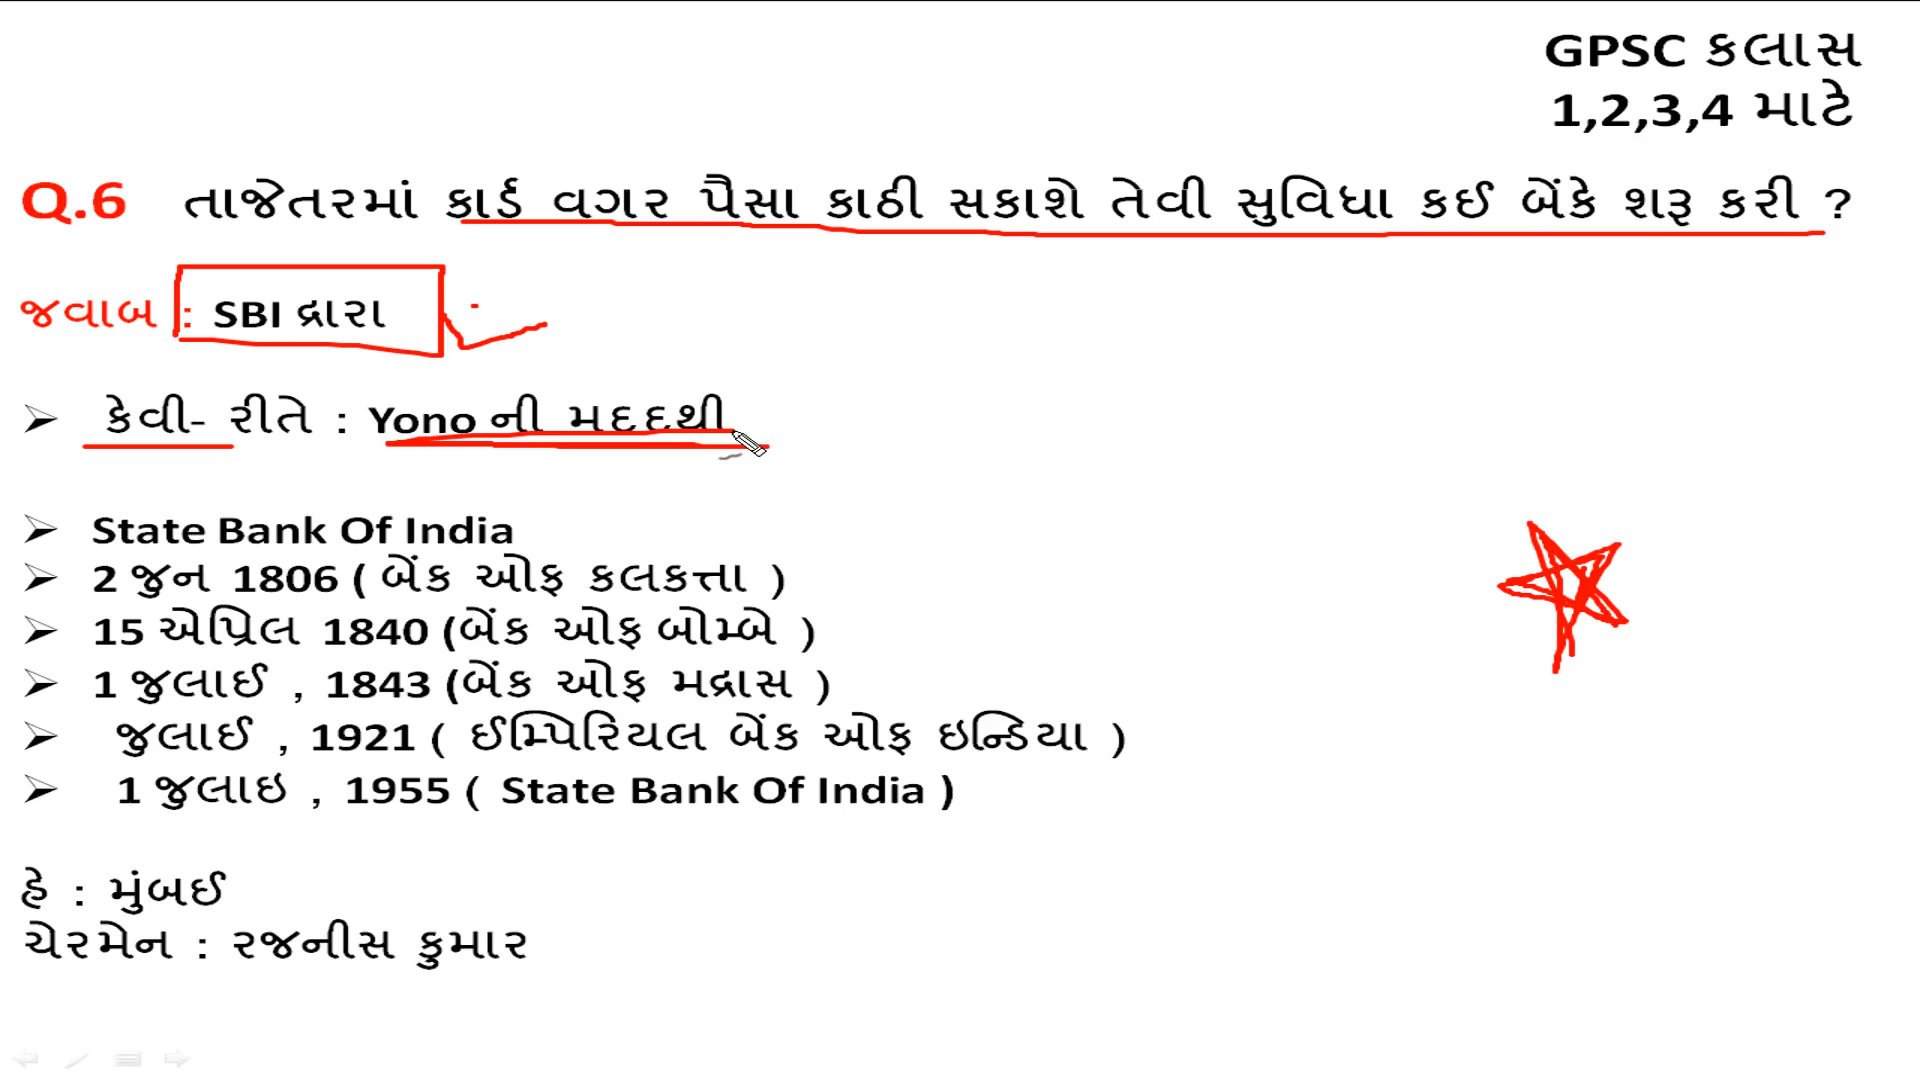 GPSC કલાસ
1,2,3,4 માટે
Q.6 તાજેતરમાં કાર્ડ વગર પૈસા કાઠી સકાશે તેવી સુવિધા કઈ બેંકે શરૂ કરી ?
જવાબ : SBI દ્રારા
➢ કેવી- રીતે : Yono ની મદદથી
➢ State Bank Of India
➢ 2 જુન 1806 ( બેંક ઓફ કલકત્તા )
➢ 15 એપ્રિલ 1840 (બેંક ઓફ બોમ્બે )
➢ 1 જુલાઈ , 1843 (બેંક ઓફ મદ્રાસ )
➢ જુલાઈ , 1921 ( ઈમ્પિરિયલ બેંક ઓફ ઇન્ડિયા )
➢ 1 જુલાઇ , 1955 ( State Bank Of India )
હે : મુંબઈ
ચેરમેન : રજનીસ કુમાર